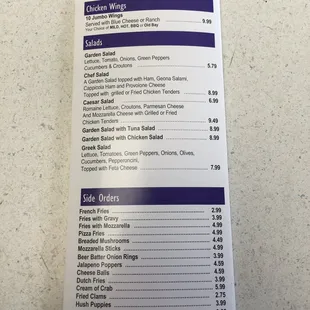 Chicken Wings
10 Jumbo Wings
Served with Blue Cheese or Ranch 9.99
Your Choice of MILD, HOT, BBQ or Old Bay
Salads
Garden Salad
Lettuce, Tomato, Onions, Green Peppers
Cucumbers & Croutons 5.79
Chef Salad
A Garden Salad topped with Ham, Genoa Salami,
Cappicola Ham and Provolone Cheese
Topped with grilled or Fried Chicken Tenders 8.99
Caesar Salad 6.99
Romaine Lettuce, Croutons, Parmesan Cheese
And Mozzarella Cheese with Grilled or Fried
Chicken Tenders 9.49
Garden Salad with Tuna Salad 8.99
Garden Salad with Chicken Salad 8.99
Greek Salad
Lettuce, Tomatoes, Green Peppers, Onions, Olives,
Cucumbers, Pepperoncini,
Topped with Feta Cheese 7.99
Side Orders
French Fries 2.99
Fries with Gravy 3.99
Fries with Mozzarella 4.99
Pizza Fries 4.99
Breaded Mushrooms 4.49
Mozzarella Sticks 4.99
Beer Batter Onion Rings 3.99
Jalapeno Poppers 4.59
Cheese Balls 4.59
Dutch Fries 3.99
Cream of Crab 5.99
Fried Clams 2.75
Hush Puppies 3.99